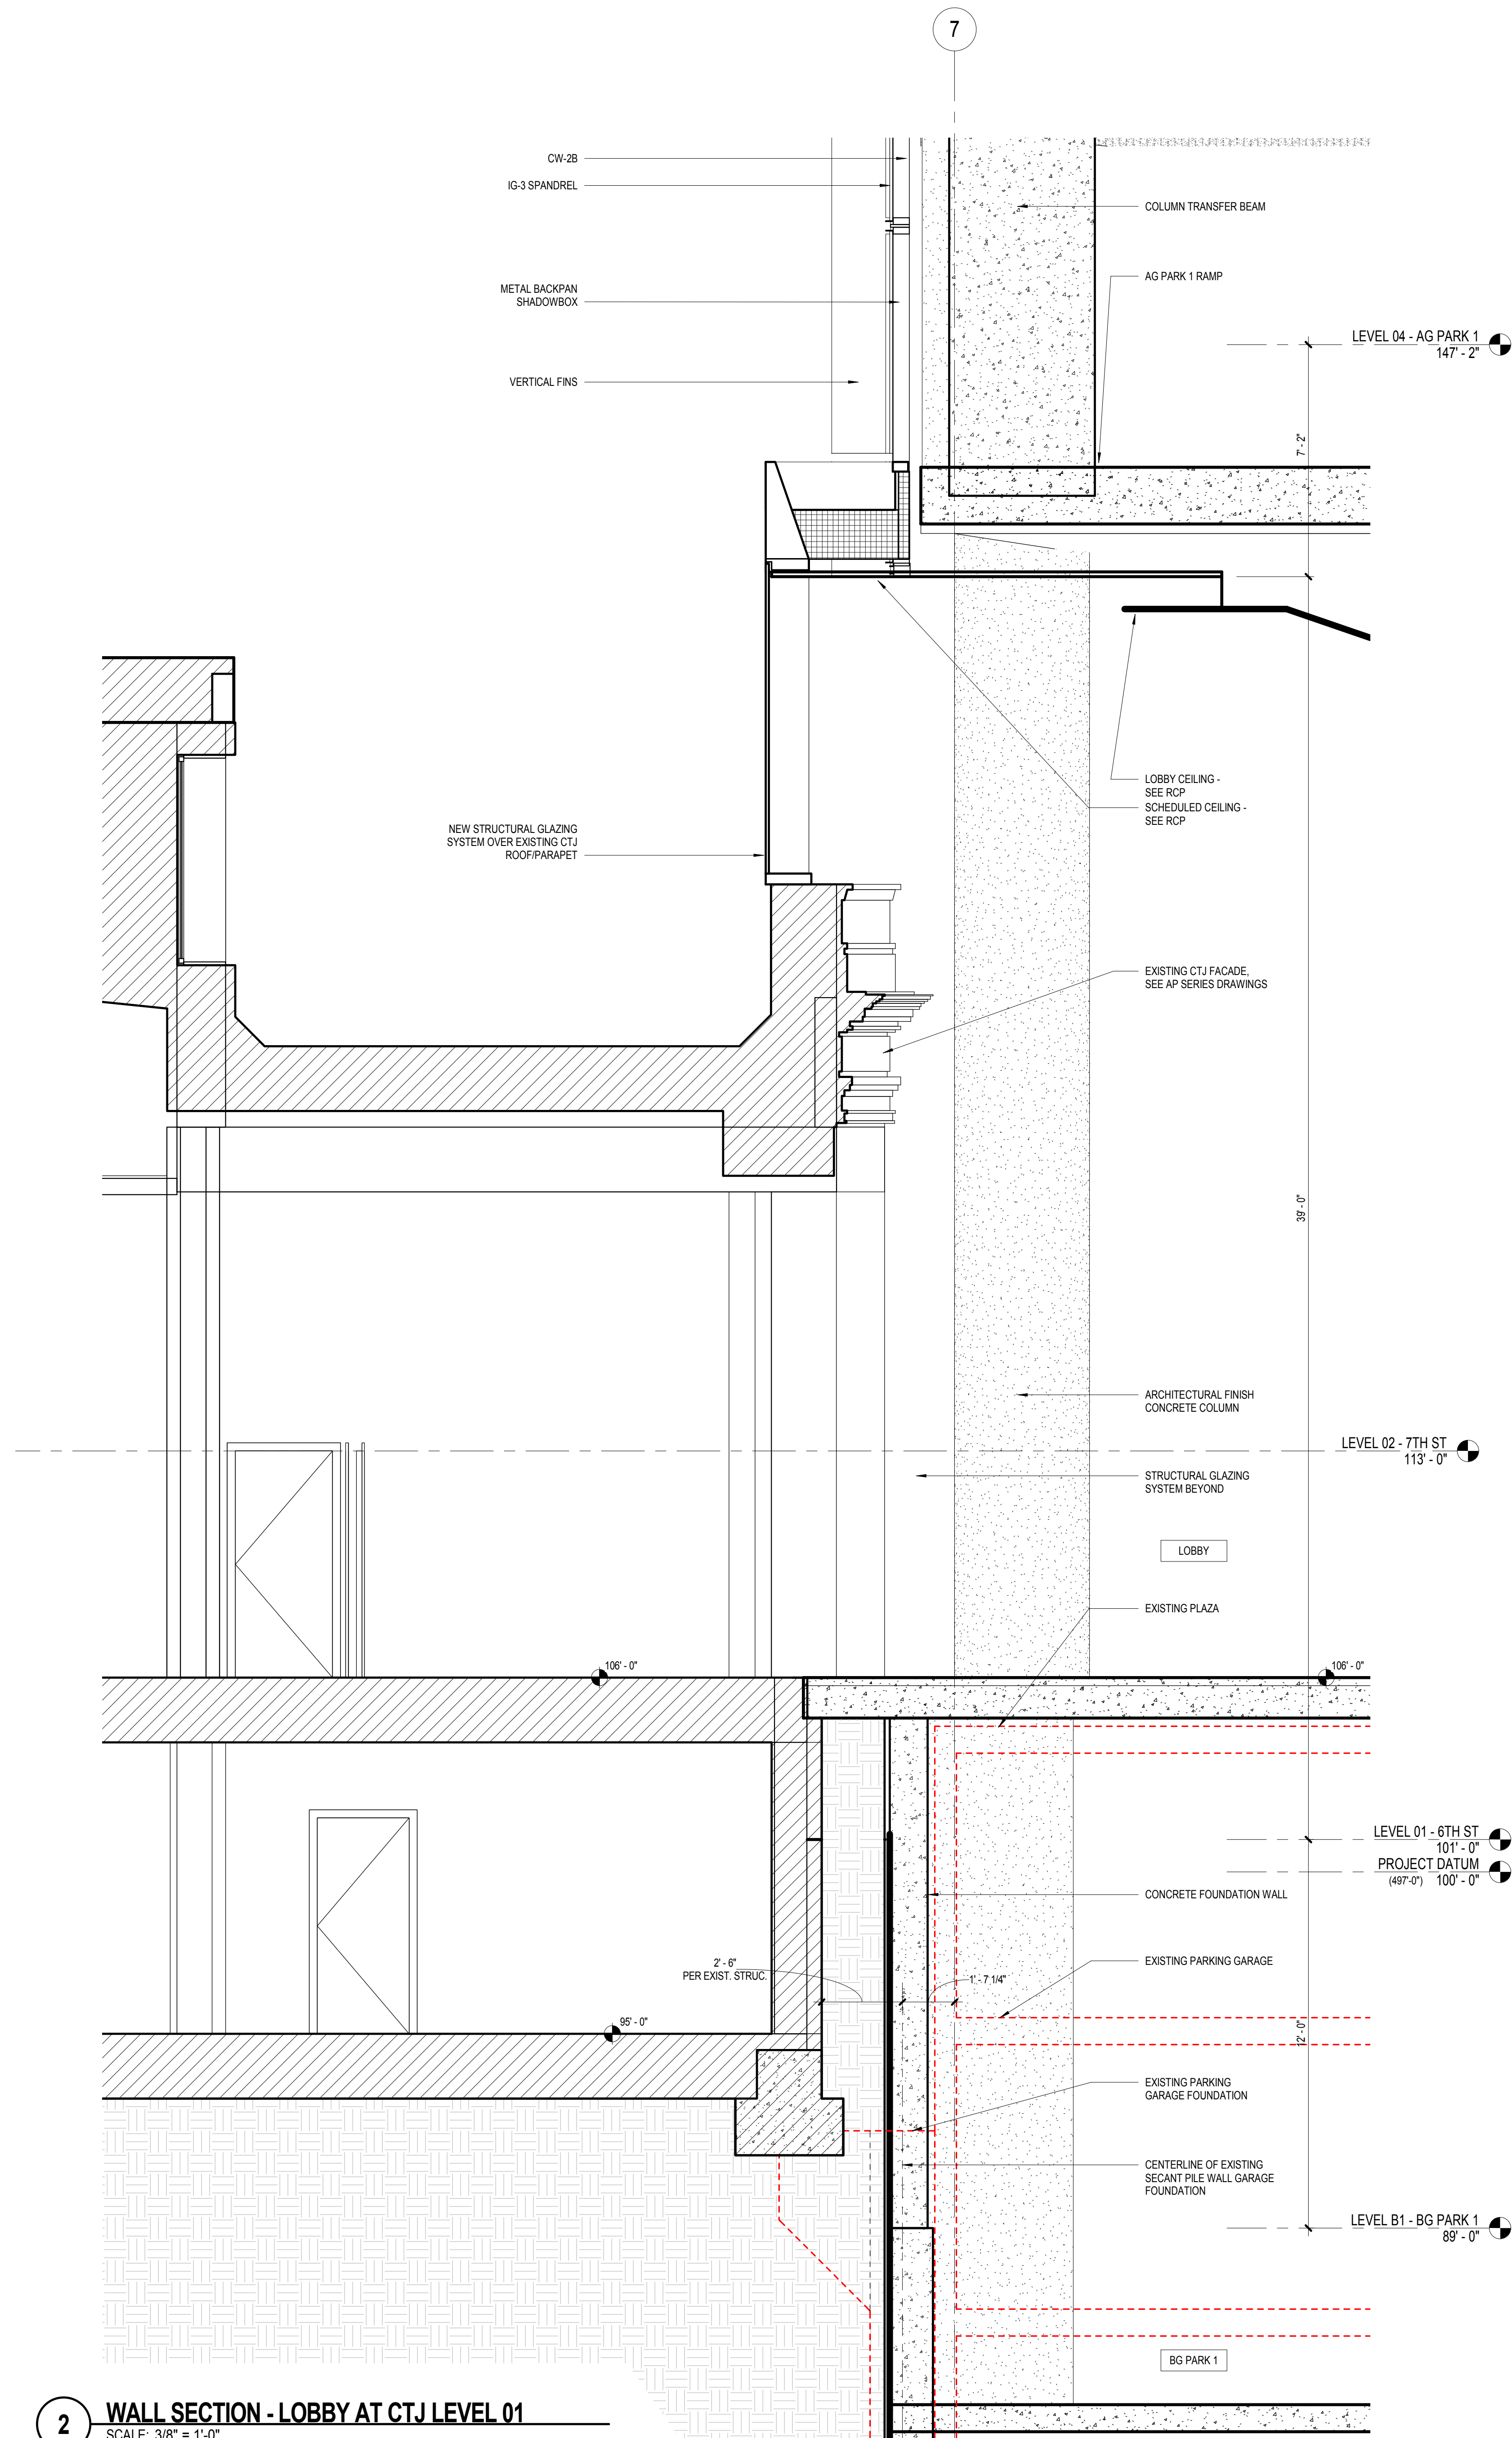 7
CW-2B
IG-3 SPANDREL
COLUMN TRANSFER BEAM
AG PARK 1 RAMP
METAL BACKPAN
SHADOWBOX
LEVEL 04 - AG PARK 1
147' - 2"
VERTICAL FINS
7' - 2"
LOBBY CEILING -
SEE RCP
SCHEDULED CEILING -
SEE RCP
NEW STRUCTURAL GLAZING
SYSTEM OVER EXISTING CTJ
ROOF/PARAPET
EXISTING CTJ FACADE,
SEE AP SERIES DRAWINGS
39' - 0"
ARCHITECTURAL FINISH
CONCRETE COLUMN
LEVEL 02 - 7TH ST
113' - 0"
STRUCTURAL GLAZING
SYSTEM BEYOND
LOBBY
EXISTING PLAZA
106' - 0"
106' - 0"
LEVEL 01 - 6TH ST
101' - 0"
PROJECT DATUM
(497'-0") 100' - 0"
CONCRETE FOUNDATION WALL
2' - 6"
PER EXIST. STRUC.
EXISTING PARKING GARAGE
1' - 7 1/4"
95' - 0"
12' - 0"
EXISTING PARKING
GARAGE FOUNDATION
CENTERLINE OF EXISTING
SECANT PILE WALL GARAGE
FOUNDATION
LEVEL B1 - BG PARK 1
89' - 0"
BG PARK 1
2
WALL SECTION - LOBBY AT CTJ LEVEL 01
SCALE: 3/8" = 1'-0"